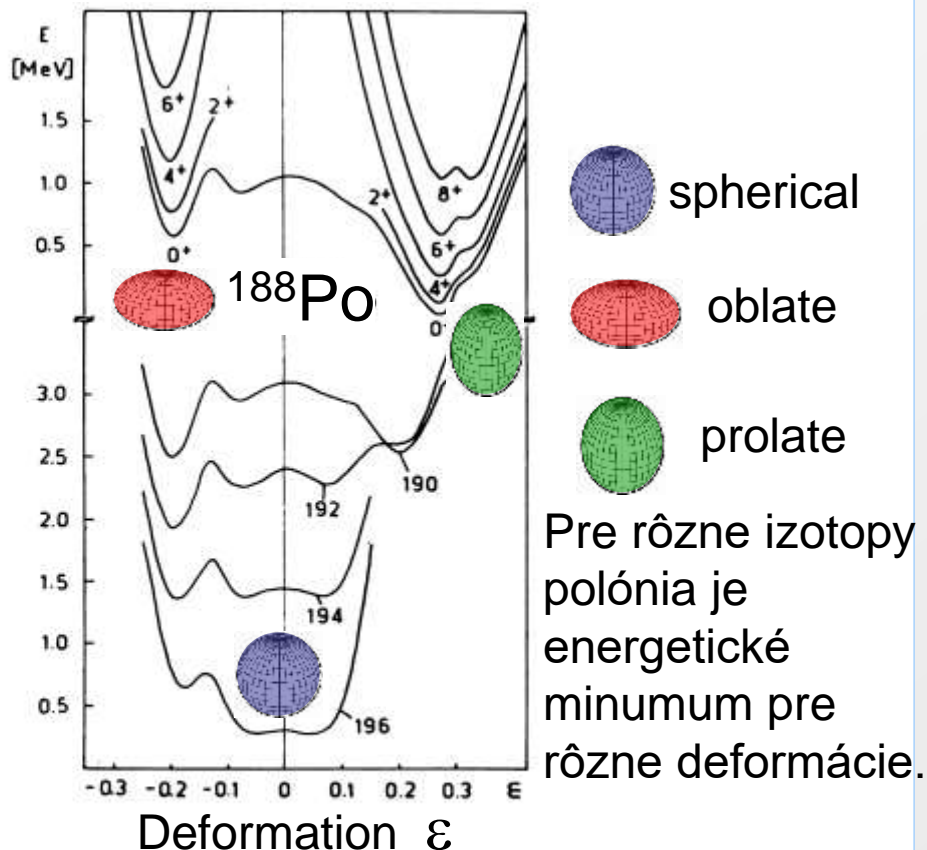 E
[MeV]
1.5
1.0
0.5
6+
2+
4+
0+
2+
8+
6+
4+
0
188Po
3.0
2.5
2.0
1.5
1.0
0.5
190
192
194
196
-0.3 -0.2 -0.1 0 0.1 0.2 0.3 ε
Deformation ε
spherical
oblate
prolate
Pre rôzne izotopy
polónia je
energetické
minumum pre
rôzne deformácie.